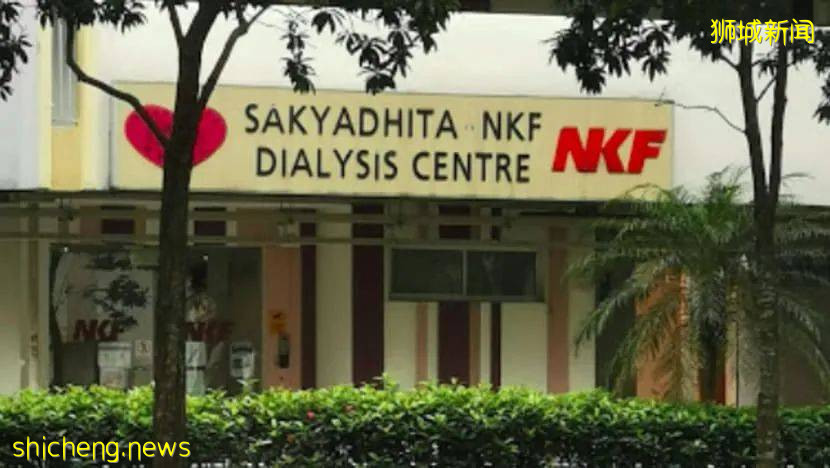 狮城新闻
SAKYADHITA·NKF
DIALYSIS CENTRE
NKF
NKF
NKF
shicheng.news